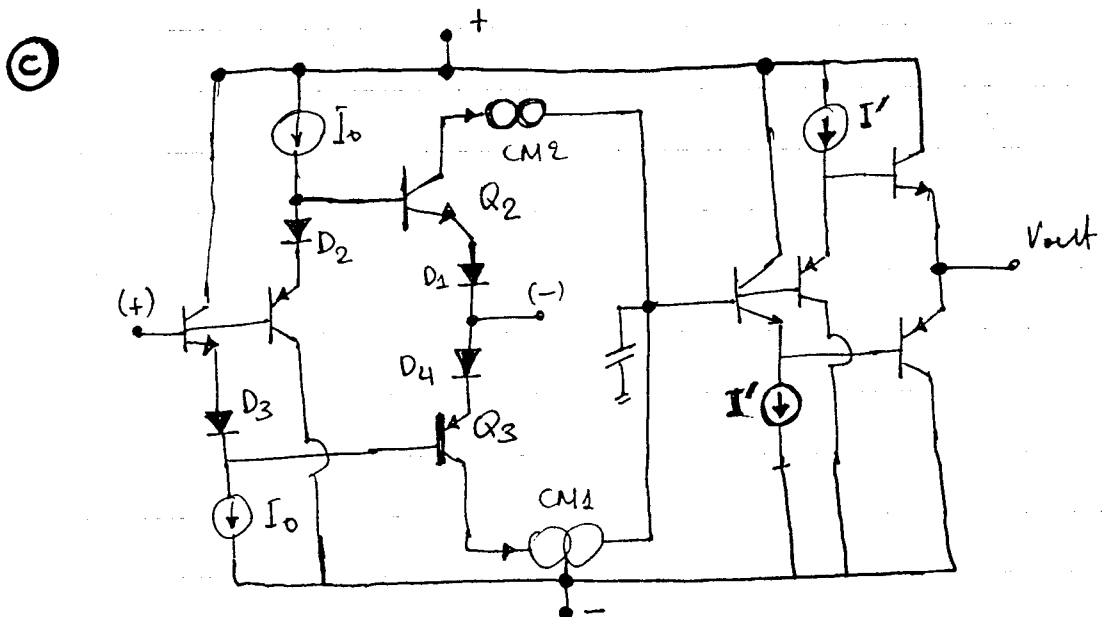 C
+
I₀
I'
CM2
Q₂
D₂
Vout
D₁
(+)
(-)
D₄
D₃
I'
Q₃
CM1
I₀
-